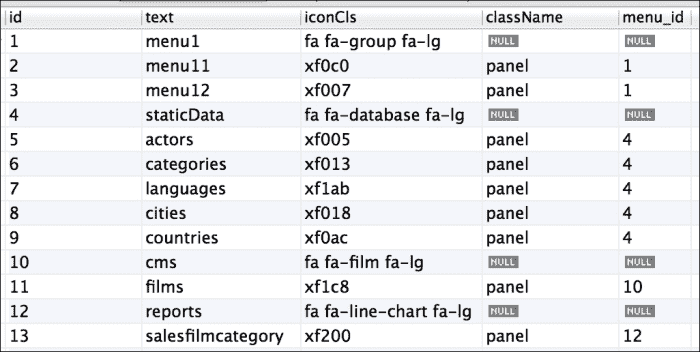 id text iconCls className menu_id
1 menu1 fa fa-group fa-lg NULL NULL
2 menu11 xf0c0 panel 1
3 menu12 xf007 panel 1
4 staticData fa fa-database fa-lg NULL NULL
5 actors xf005 panel 4
6 categories xf013 panel 4
7 languages xf1ab panel 4
8 cities xf018 panel 4
9 countries xf0ac panel 4
10 cms fa fa-film fa-lg NULL NULL
11 films xf1c8 panel 10
12 reports fa fa-line-chart fa-lg NULL NULL
13 salesfilmcategory xf200 panel 12